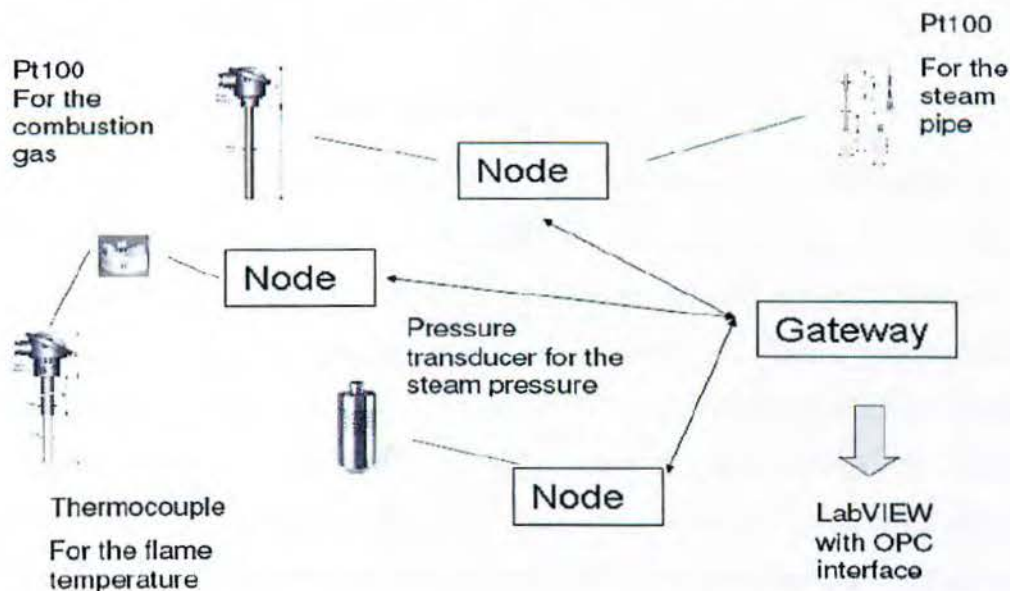 Pt100
For the
combustion
gas
Pt100
For the
steam
pipe
Node
Node
Pressure
transducer for the
steam pressure
Gateway
Node
Thermocouple
For the flame
temperature
LabVIEW
with OPC
interface